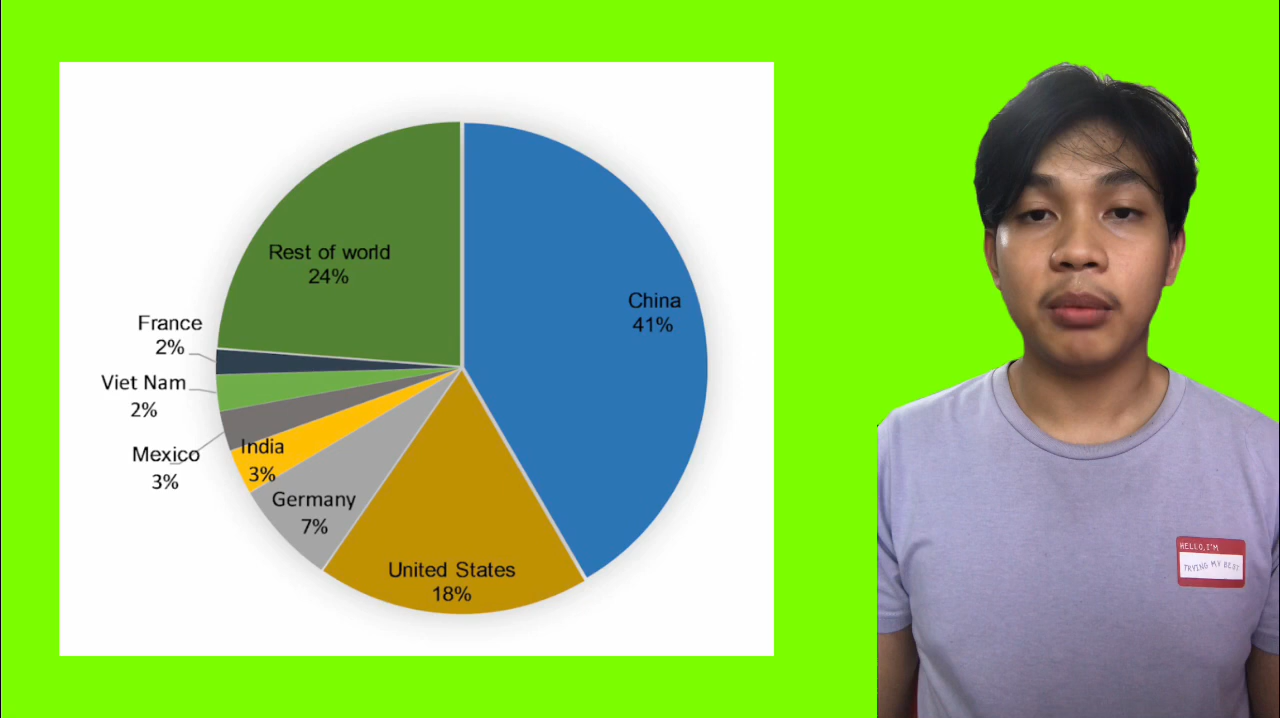 Rest of world
24%
China
41%
France
2%
Viet Nam
2%
Mexico
3%
India
3%
Germany
7%
United States
18%
HELLO, I'M
TRYING MY BEST